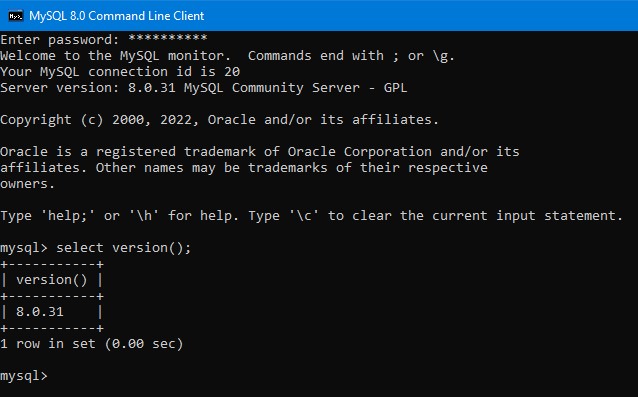 MySQL 8.0 Command Line Client
Enter password: **********
Welcome to the MySQL monitor.  Commands end with ; or \g.
Your MySQL connection id is 20
Server version: 8.0.31 MySQL Community Server - GPL
Copyright (c) 2000, 2022, Oracle and/or its affiliates.
Oracle is a registered trademark of Oracle Corporation and/or its
affiliates. Other names may be trademarks of their respective
owners.
Type 'help;' or '\h' for help. Type '\c' to clear the current input statement.
mysql> select version();
+-----------+
| version() |
+-----------+
| 8.0.31    |
+-----------+
1 row in set (0.00 sec)
mysql>